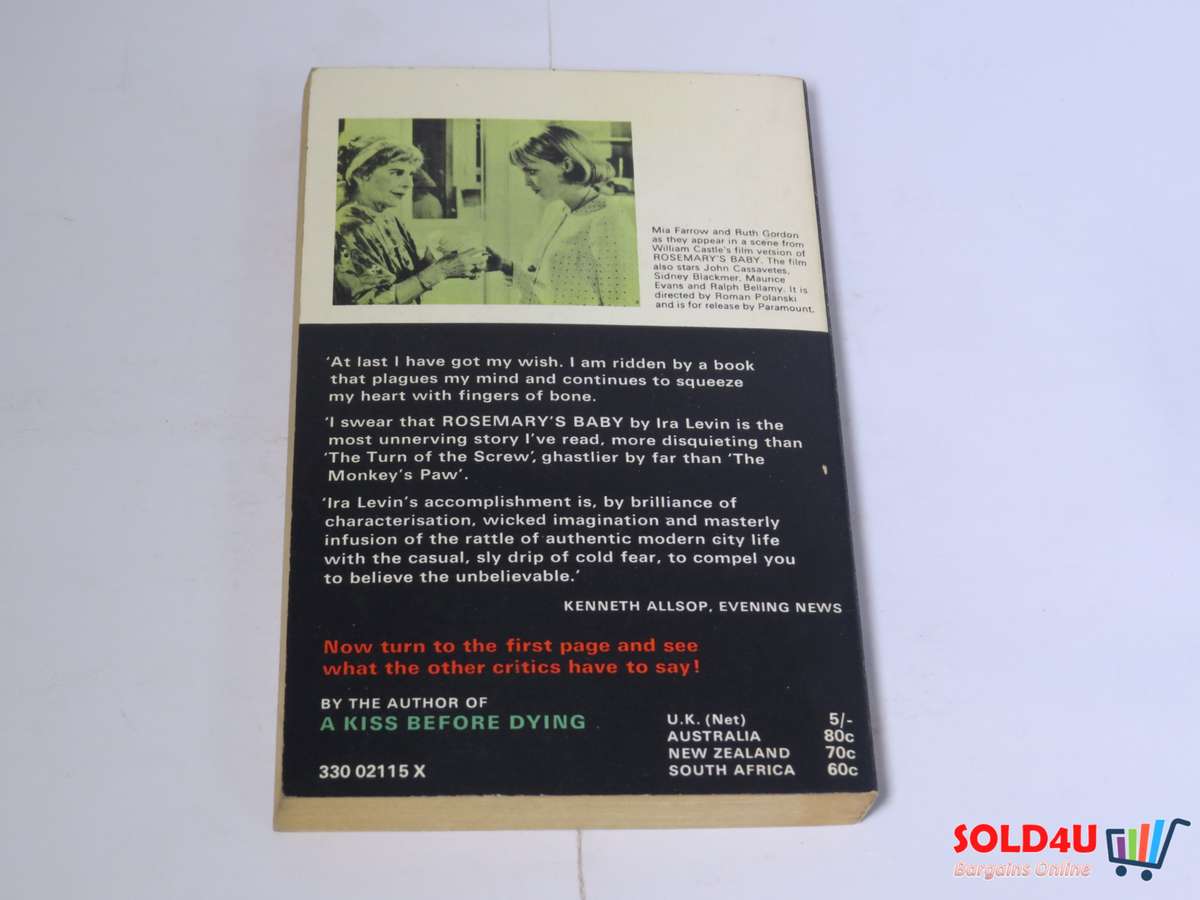 Mia Farrow and Ruth Gordon
as they appear in a scene from
William Castle's film version of
ROSEMARY'S BABY. The film
also stars John Cassavetes,
Sidney Blackmer, Maurice
Evans and Ralph Bellamy. It is
directed by Roman Polanski
and is for release by Paramount.
'At last I have got my wish. I am ridden by a book
that plagues my mind and continues to squeeze
my heart with fingers of bone.
'I swear that ROSEMARY'S BABY by Ira Levin is the
most unnerving story I've read, more disquieting than
'The Turn of the Screw', ghastlier by far than 'The
Monkey's Paw'.
'Ira Levin's accomplishment is, by brilliance of
characterisation, wicked imagination and masterly
infusion of the rattle of authentic modern city life
with the casual, sly drip of cold fear, to compel you
to believe the unbelievable.'
KENNETH ALLSOP, EVENING NEWS
Now turn to the first page and see
what the other critics have to say!
BY THE AUTHOR OF
A KISS BEFORE DYING
U.K. (Net) 5/-
AUSTRALIA 80c
NEW ZEALAND 70c
SOUTH AFRICA 60c
330 02115 X
SOLD4U
Bargains Online